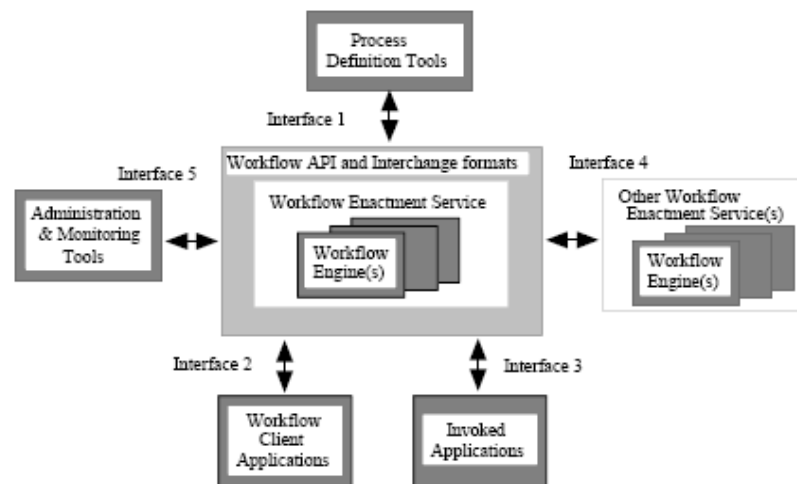 Process
Definition Tools
Interface 1
Workflow API and Interchange formats
Interface 4
Interface 5
Workflow Enactment Service
Other Workflow
Enactment Service(s)
Administration
& Monitoring
Tools
Workflow
Engine(s)
Workflow
Engine(s)
Interface 2
Interface 3
Workflow
Client
Applications
Invoked
Applications